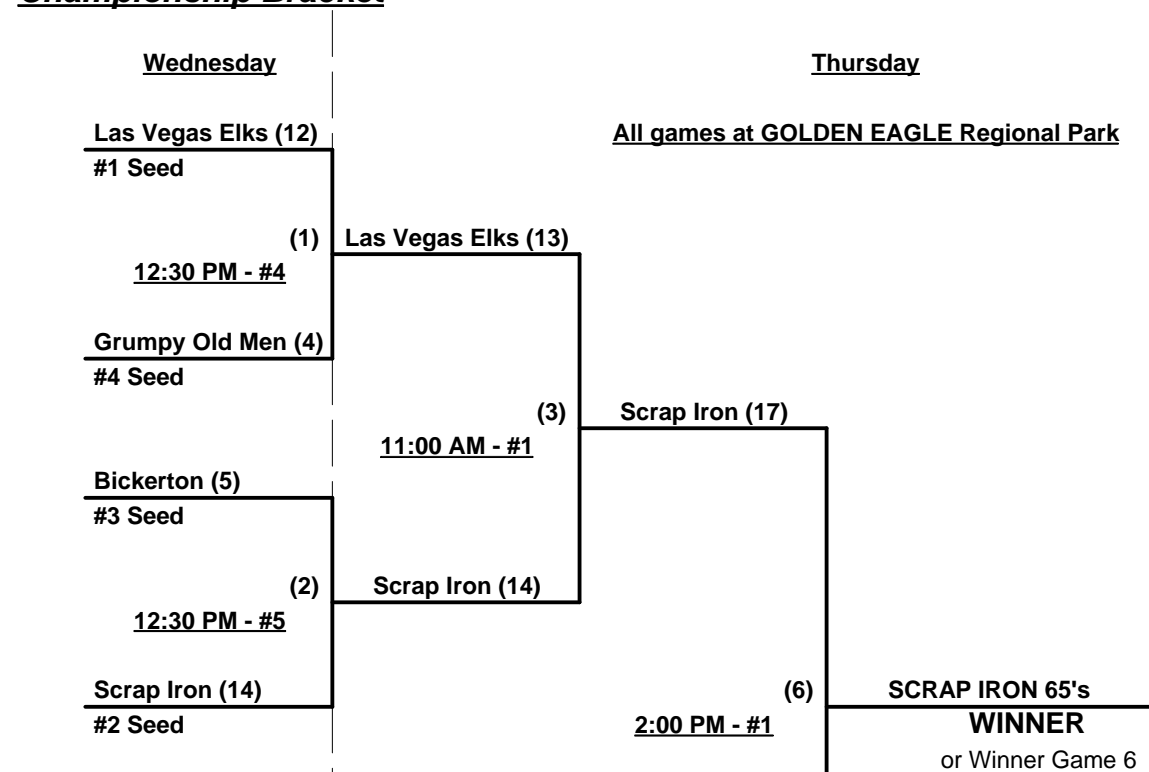 Championship Bracket
Wednesday
Thursday
Las Vegas Elks (12)
All games at GOLDEN EAGLE Regional Park
#1 Seed
(1)
Las Vegas Elks (13)
12:30 PM - #4
Grumpy Old Men (4)
#4 Seed
(3)
Scrap Iron (17)
11:00 AM - #1
Bickerton (5)
#3 Seed
(2)
Scrap Iron (14)
12:30 PM - #5
Scrap Iron (14)
(6)
SCRAP IRON 65's
#2 Seed
2:00 PM - #1
WINNER
or Winner Game 6